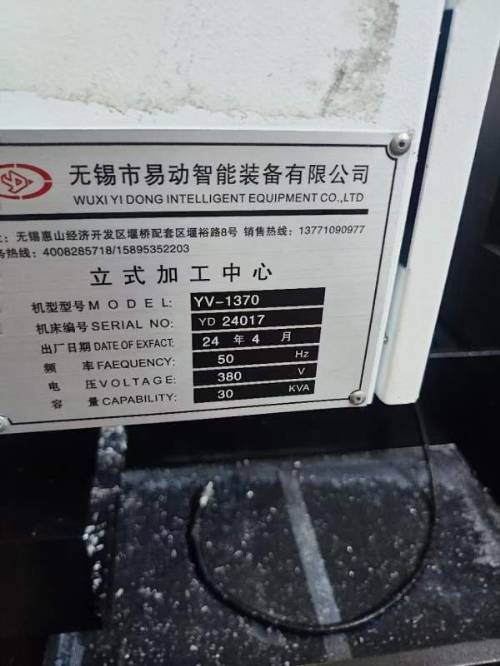 无锡市易动智能装备有限公司
WUXI YI DONG INTELLIGENT EQUIPMENT CO.,LTD
:无锡惠山经济开发区堰桥配套区堰裕路8号 销售热线:13771090977
务热线:4008285718/15895352203
立式加工中心
机型型号MODEL: YV-1370
机床编号SERIAL NO: YD 24017
出厂日期DATE OF EXFACT: 24 年 4 月
频 率FAEQUENCY: 50 Hz
电 压VOLTAGE: 380 V
容 量CAPABILITY: 30 KVA